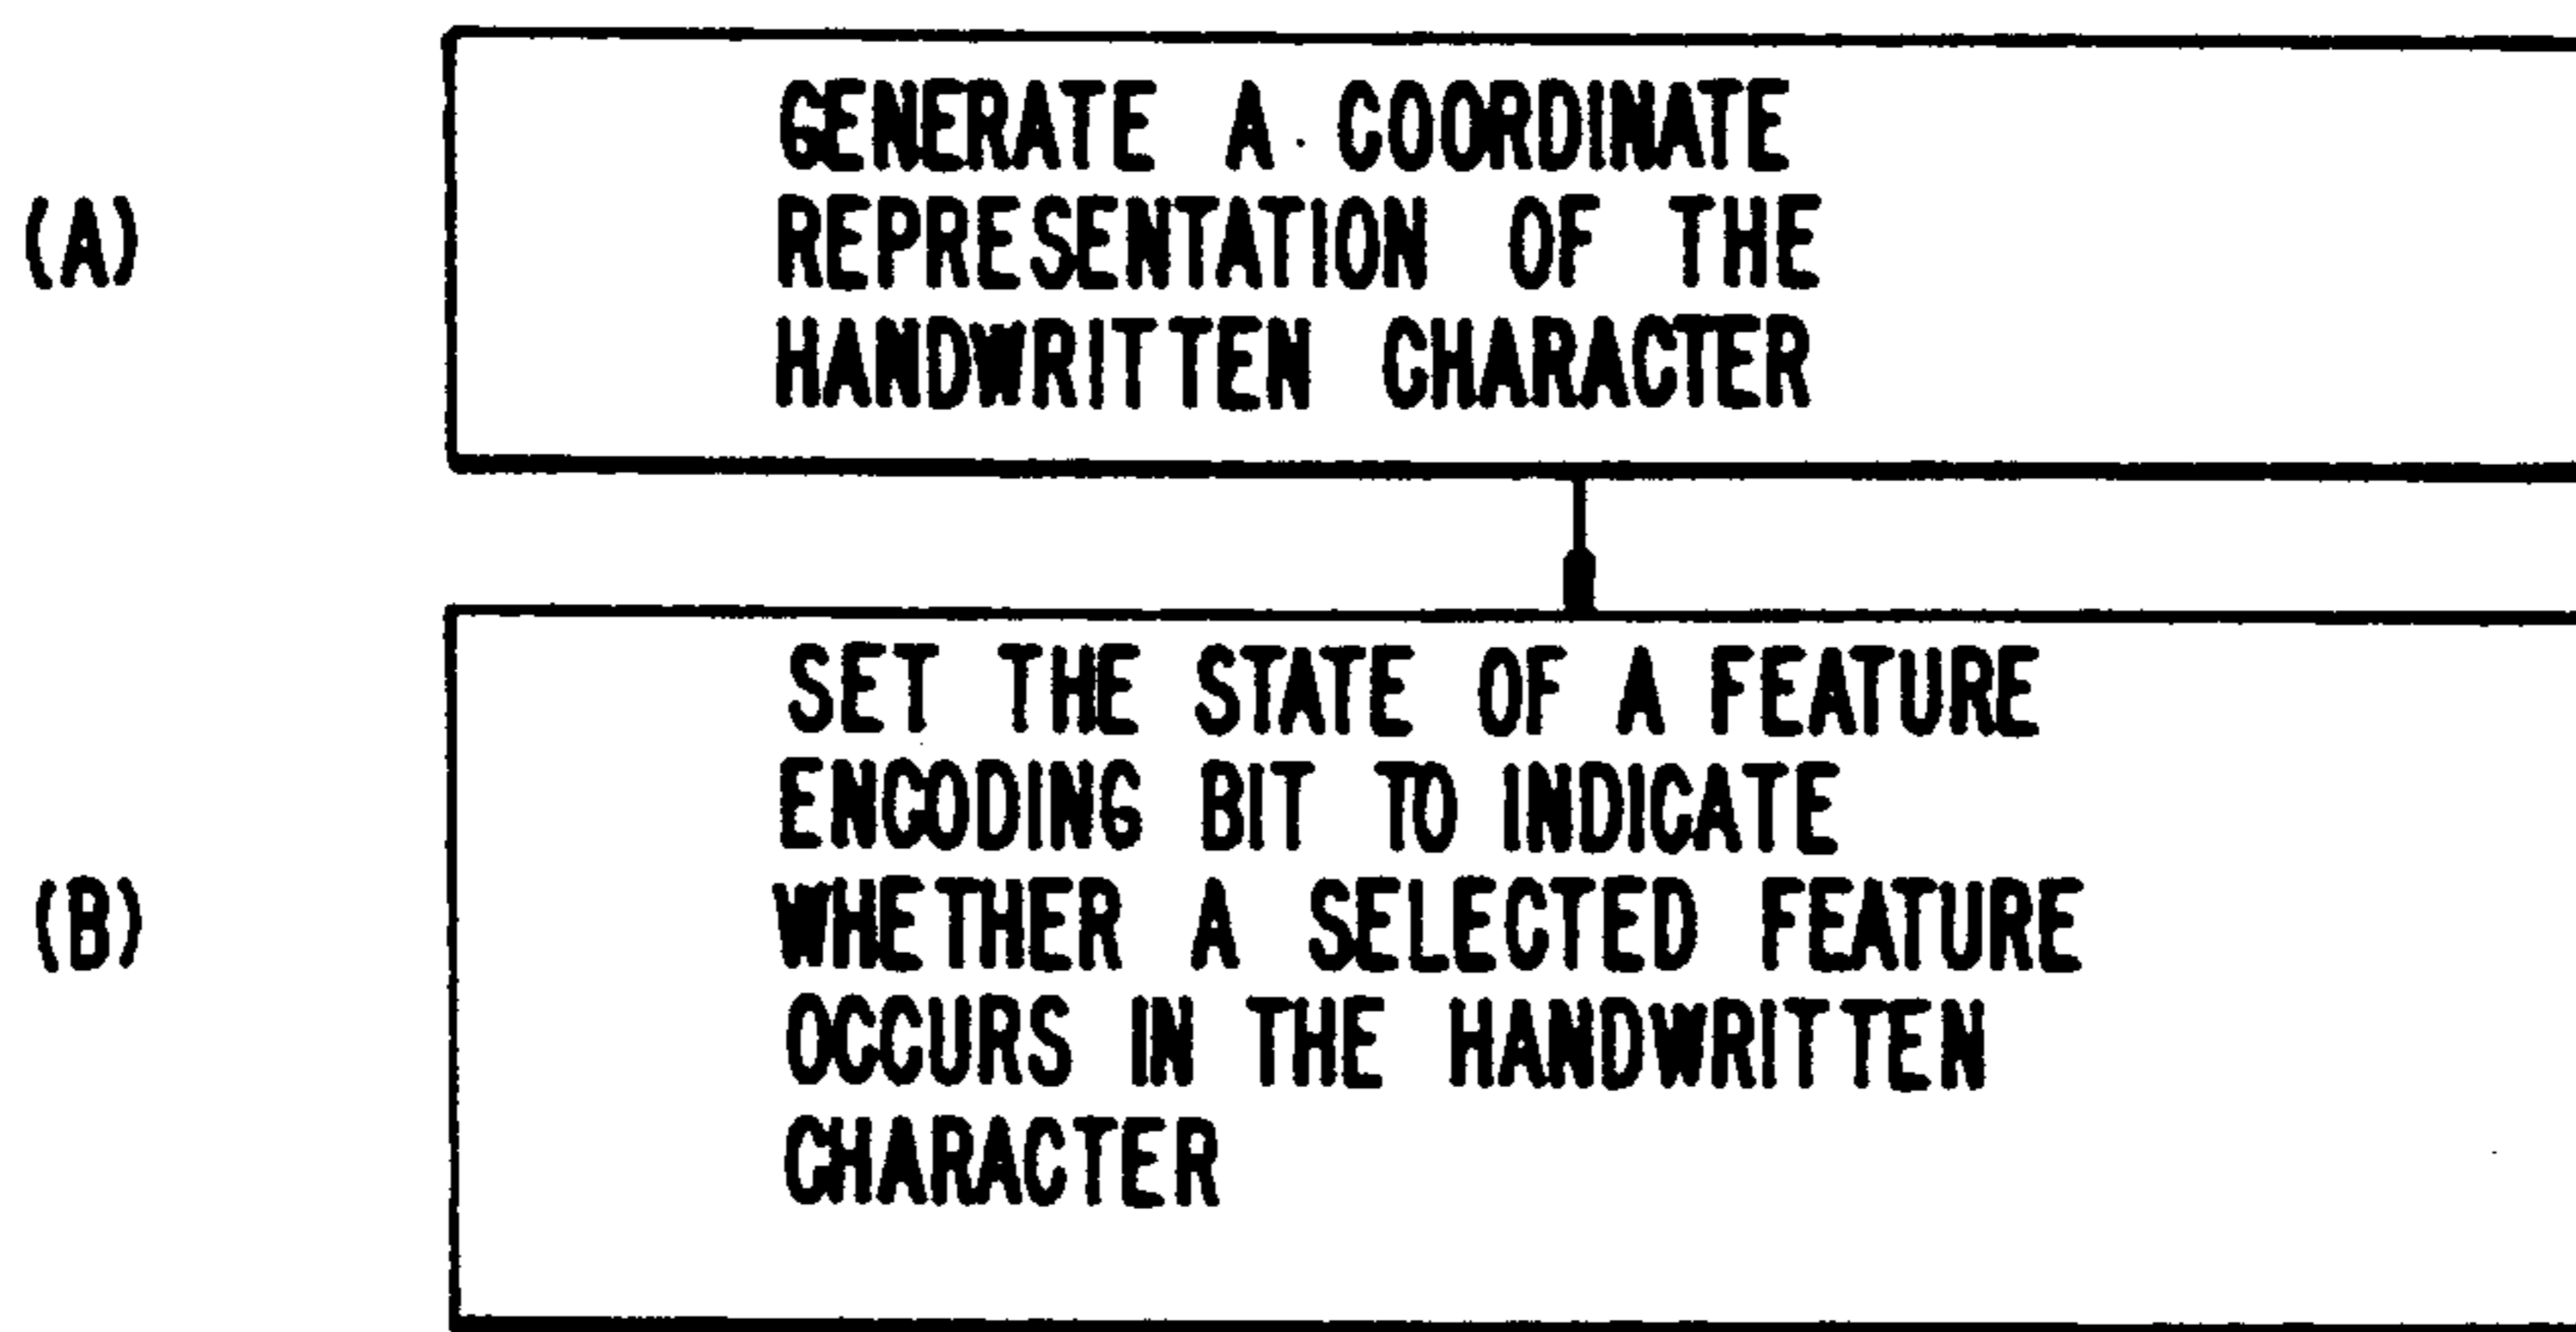 (A)
GENERATE A COORDINATE
REPRESENTATION OF THE
HANDWRITTEN CHARACTER
(B)
SET THE STATE OF A FEATURE
ENCODING BIT TO INDICATE
WHETHER A SELECTED FEATURE
OCCURS IN THE HANDWRITTEN
CHARACTER